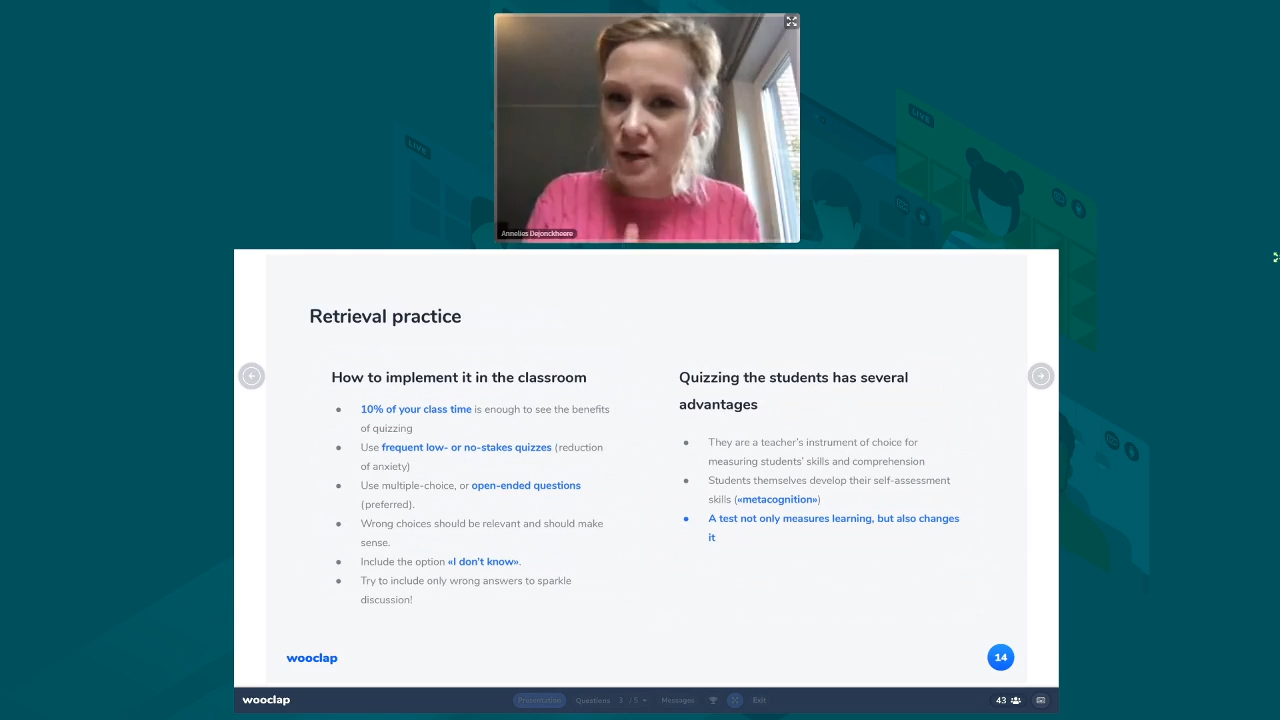 LIVE
LIVE
Annelies Dejonckheere
Retrieval practice
How to implement it in the classroom
● 10% of your class time is enough to see the benefits
of quizzing
● Use frequent low- or no-stakes quizzes (reduction
of anxiety)
● Use multiple-choice, or open-ended questions
(preferred).
● Wrong choices should be relevant and should make
sense.
● Include the option «I don't know».
● Try to include only wrong answers to sparkle
discussion!
Quizzing the students has several
advantages
● They are a teacher's instrument of choice for
measuring students' skills and comprehension
● Students themselves develop their self-assessment
skills («metacognition»)
● A test not only measures learning, but also changes
it
wooclap
14
wooclap
Presentation Questions 3 / 5 Messages Exit
43